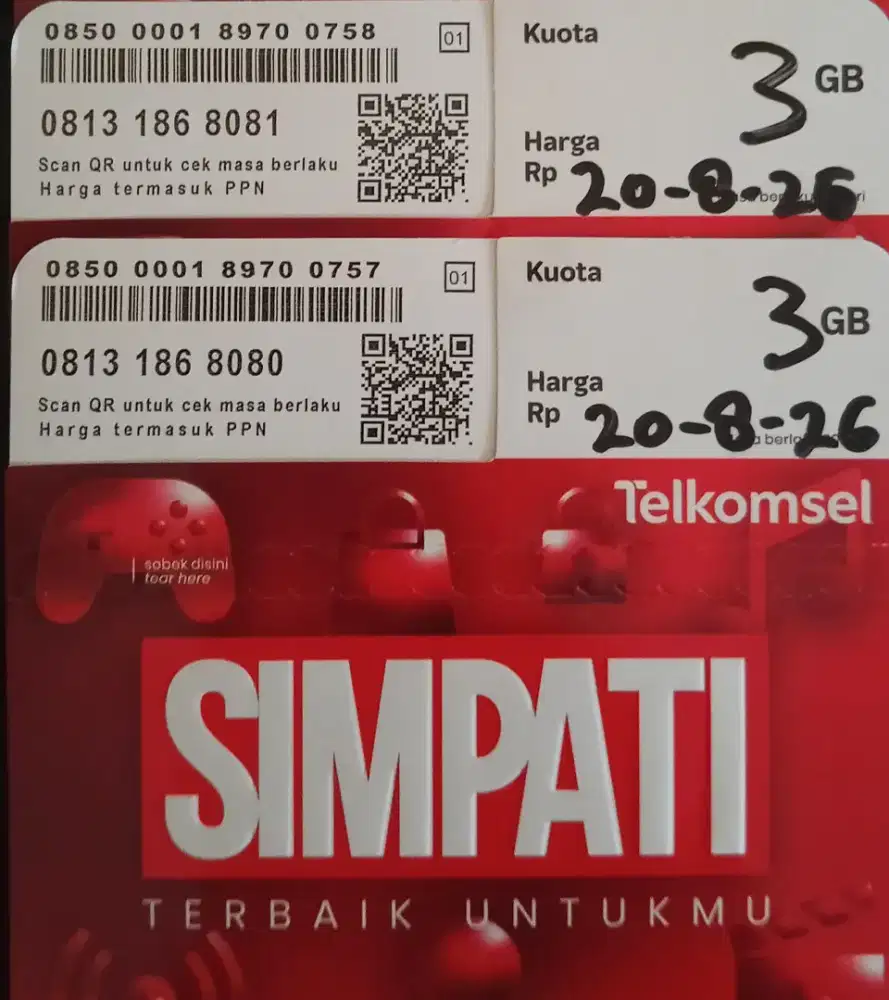 0850 0001 8970 0758
01
0813 186 8081
Scan QR untuk cek masa berlaku
Harga termasuk PPN
Kuota
3 GB
Harga
Rp 20-8-26
0850 0001 8970 0757
01
0813 186 8080
Scan QR untuk cek masa berlaku
Harga termasuk PPN
Kuota
3 GB
Harga
Rp 20-8-26
Telkomsel
sobek disini
tear here
SIMPATI
TERBAIK UNTUKMU